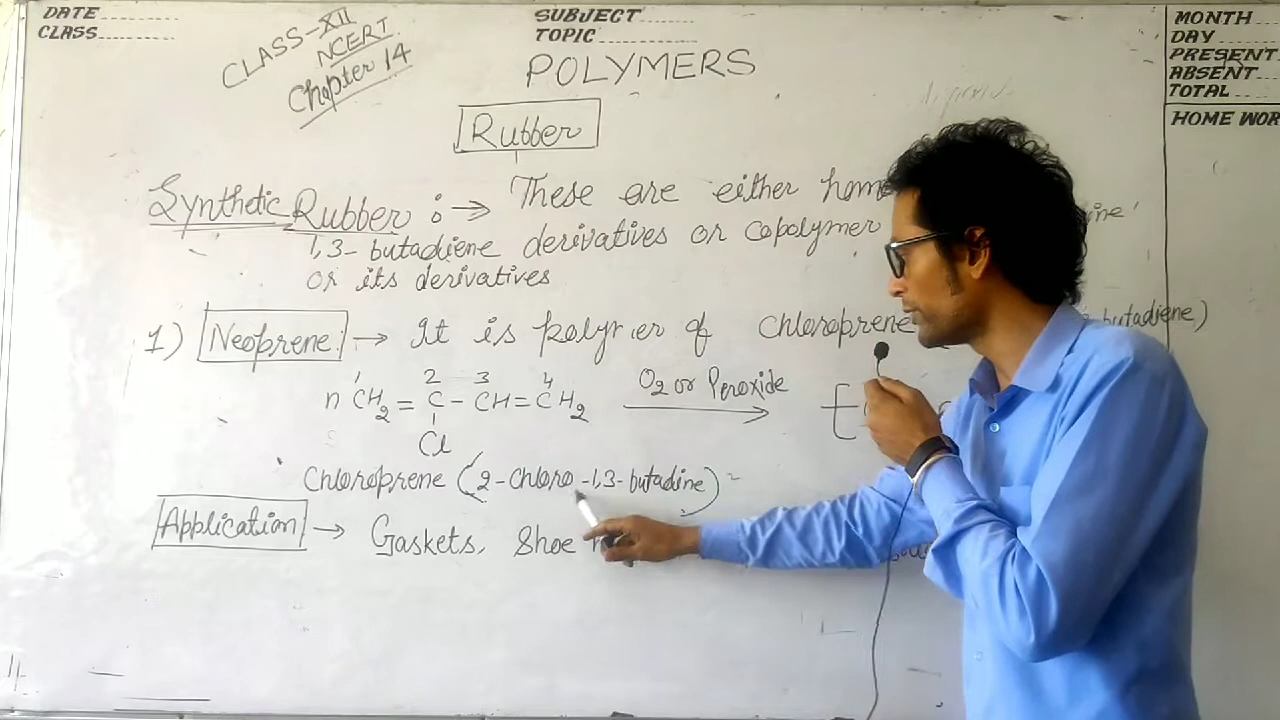 DATE
CLASS
SUBJECT
TOPIC
MONTH
DAY
PRESENT
ABSENT
TOTAL
HOME WOR
CLASS-XII
NCERT
Chapter 14
POLYMERS
Rubber
Synthetic Rubber :→ These are either hom
1,3-butadiene derivatives or copolymer
or its derivatives
1) Neoprene → It is polymer of Chloroprene butadiene)
1 2 3 4
n CH2 = C - CH = CH2 O2 or Peroxide
Cl
Chloroprene (2-Chloro-1,3-butadine)
Application → Gaskets, Shoe